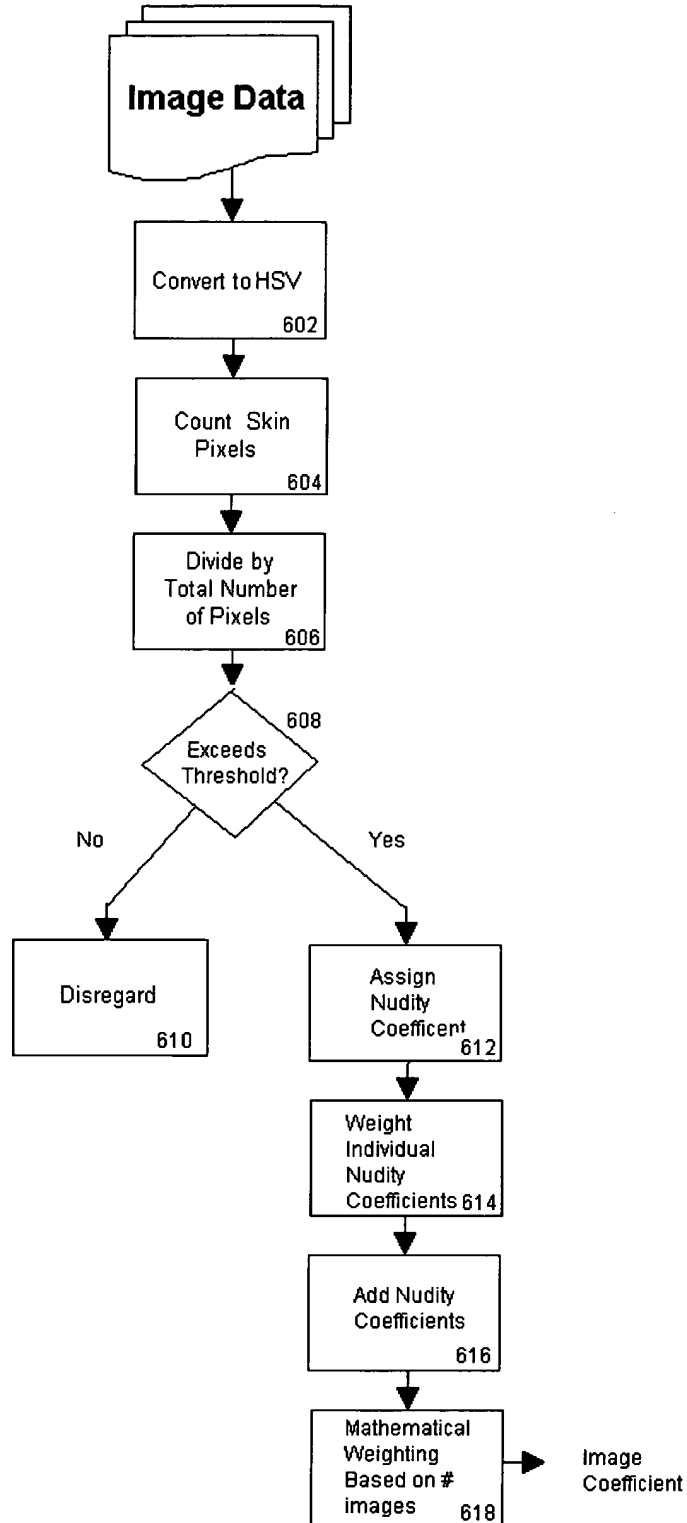 Image Data
Convert to HSV
602
Count Skin
Pixels
604
Divide by
Total Number
of Pixels
606
608
Exceeds
Threshold?
No
Yes
Disregard
610
Assign
Nudity
Coefficent
612
Weight
Individual
Nudity
Coefficients 614
Add Nudity
Coefficients
616
Mathematical
Weighting
Based on #
images
618
Image
Coefficient